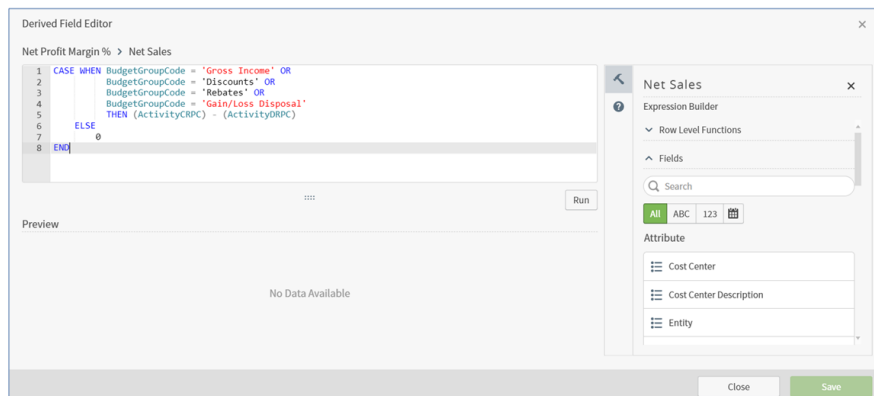 Derived Field Editor
Net Profit Margin % > Net Sales
1 CASE WHEN BudgetGroupCode = 'Gross Income' OR
2 BudgetGroupCode = 'Discounts' OR
3 BudgetGroupCode = 'Rebates' OR
4 BudgetGroupCode = 'Gain/Loss Disposal'
5 THEN (ActivityCRPC) - (ActivityDRPC)
6 ELSE
7 0
8 END
Run
Preview
No Data Available
Net Sales
Expression Builder
Row Level Functions
Fields
Search
All ABC 123
Attribute
Cost Center
Cost Center Description
Entity
Close Save